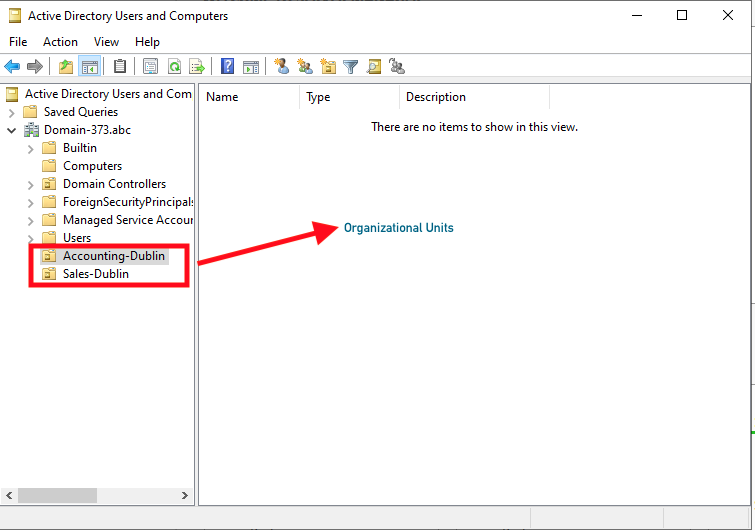 Active Directory Users and Computers
File Action View Help
Name Type Description
There are no items to show in this view.
Active Directory Users and Com
Saved Queries
Domain-373.abc
Builtin
Computers
Domain Controllers
ForeignSecurityPrincipals
Managed Service Accour
Users
Accounting-Dublin
Sales-Dublin
Organizational Units